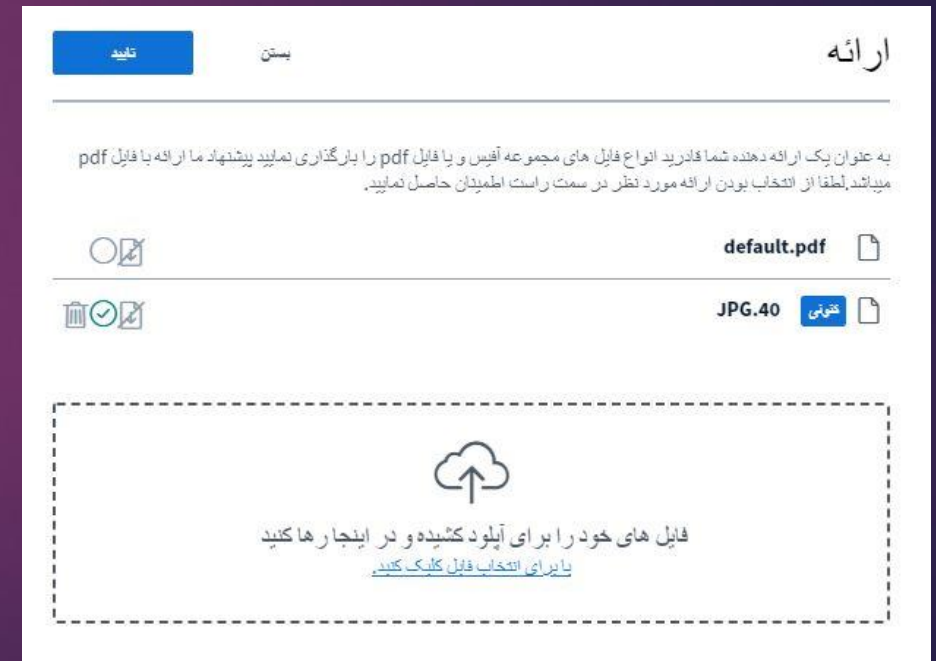 ارائه
بستن
تایید
به عنوان یک ارائه دهنده شما قادرید انواع فایل های مجموعه آفیس و یا فایل pdf را بارگذاری نمایید پیشنهاد ما ارائه با فایل pdf
میباشد.لطفا از انتخاب بودن ارائه مورد نظر در سمت راست اطمینان حاصل نمایید.
default.pdf
کنونی JPG.40
فایل های خود را برای آپلود کشیده و در اینجا رها کنید
یا برای انتخاب فایل کلیک کنید.